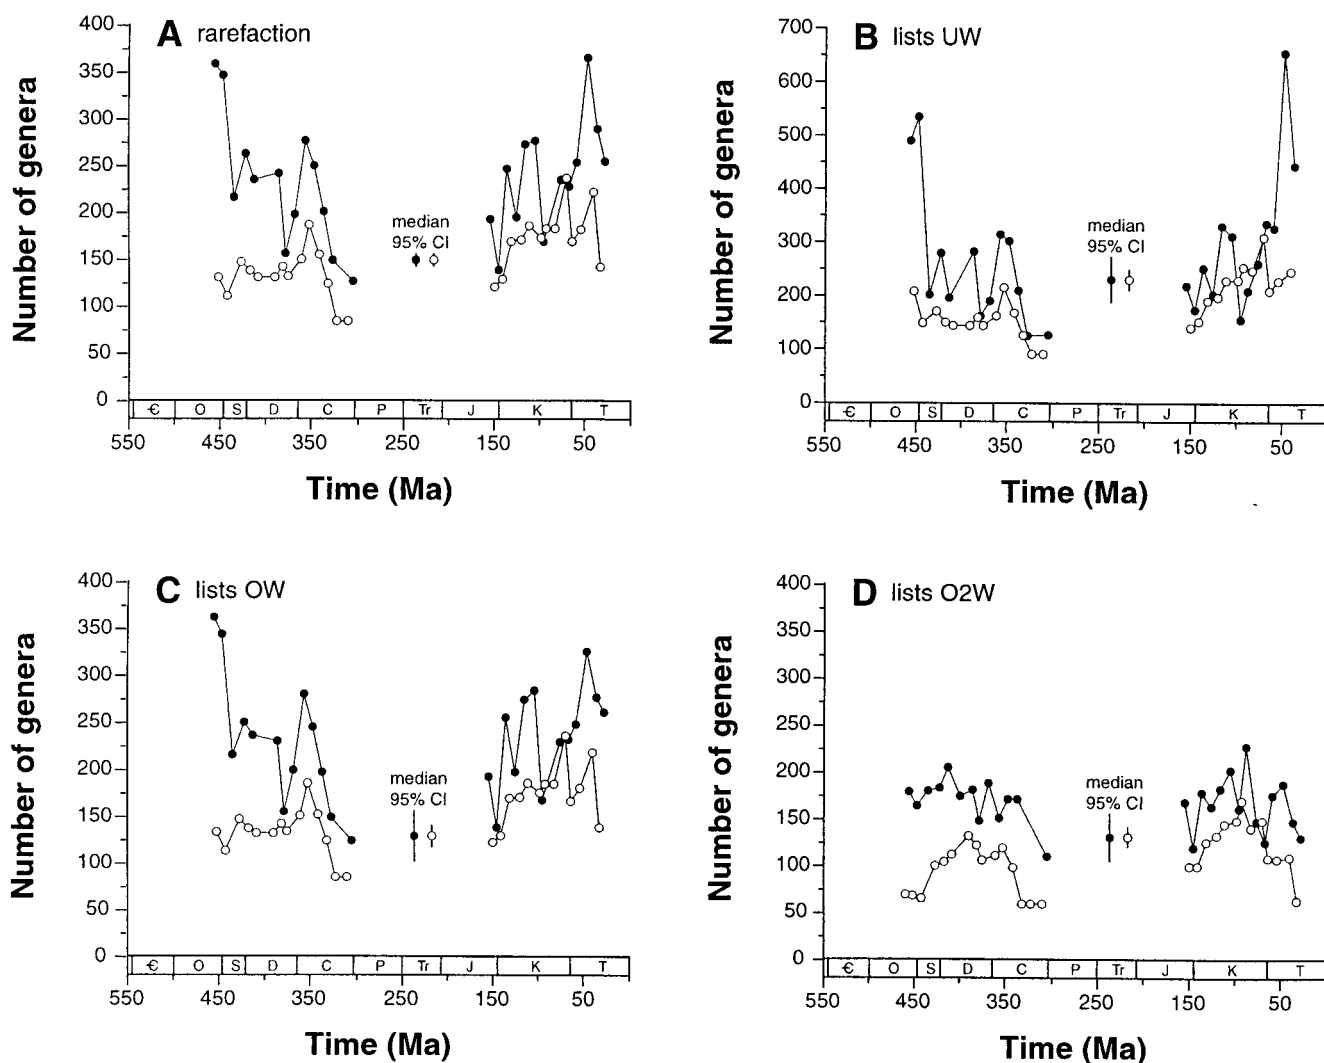 A rarefaction
Number of genera
400
350
300
250
200
150
100
50
0
median
95% CI
Є O S D C P Tr J K T
550 450 350 250 150 50
Time (Ma)
B lists UW
Number of genera
700
600
500
400
300
200
100
0
median
95% CI
Є O S D C P Tr J K T
550 450 350 250 150 50
Time (Ma)
C lists OW
Number of genera
400
350
300
250
200
150
100
50
0
median
95% CI
Є O S D C P Tr J K T
550 450 350 250 150 50
Time (Ma)
D lists O2W
Number of genera
400
350
300
250
200
150
100
50
0
median
95% CI
Є O S D C P Tr J K T
550 450 350 250 150 50
Time (Ma)